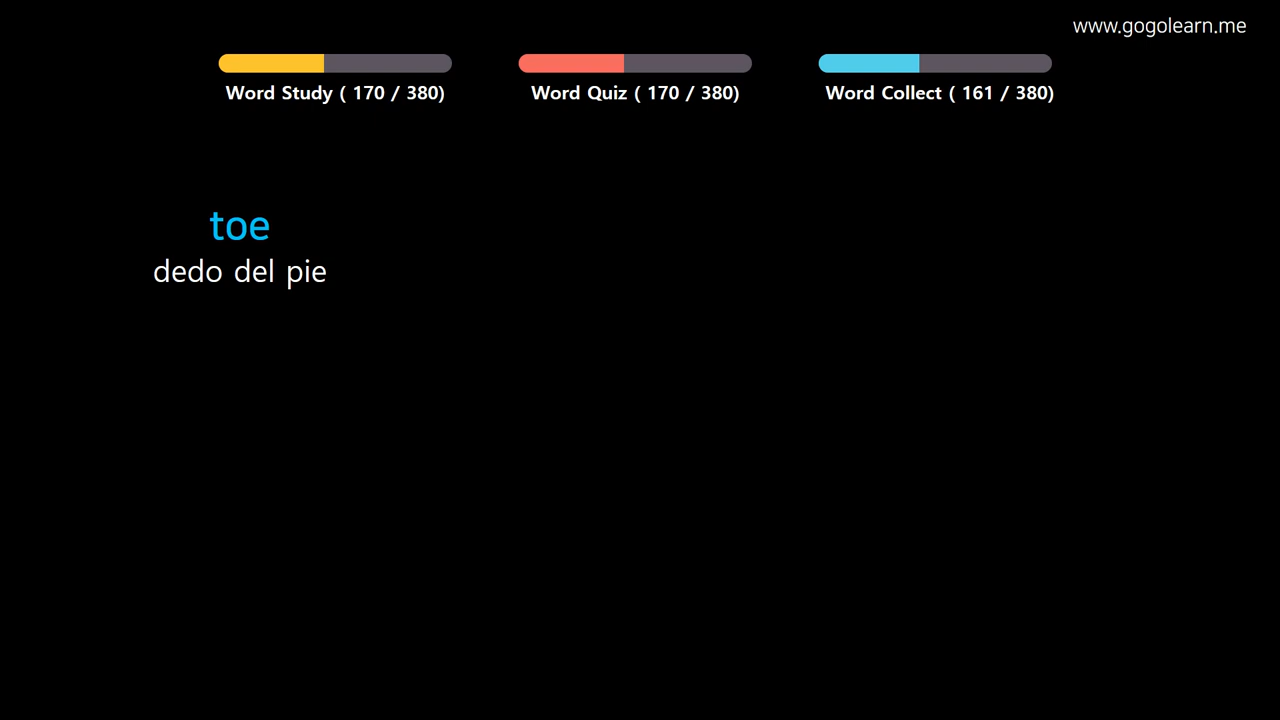 www.gogolearn.me
Word Study ( 170 / 380)
Word Quiz ( 170 / 380)
Word Collect ( 161 / 380)
toe
dedo del pie